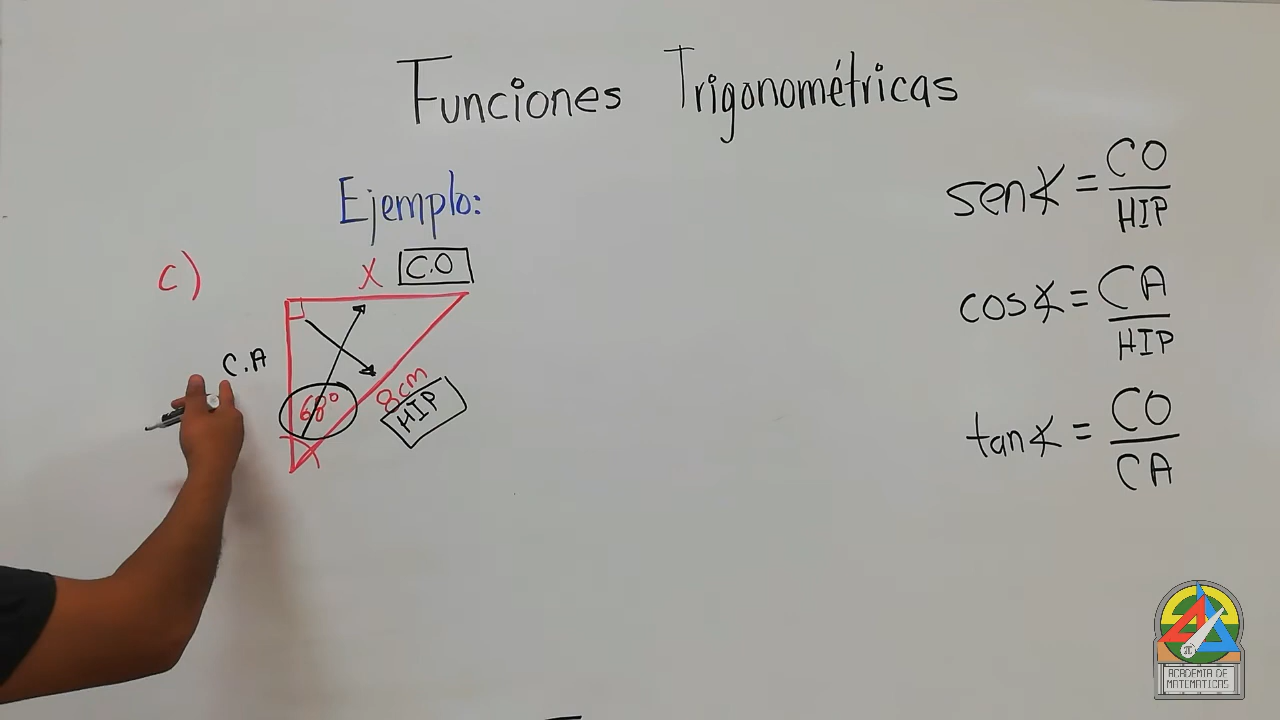 Funciones Trigonométricas
Ejemplo:
c)
X C.O
C.A
68°
8cm
HIP
sen∡ = CO/HIP
cos∡ = CA/HIP
tan∡ = CO/CA
ACADEMIA DE
MATEMATICAS
π